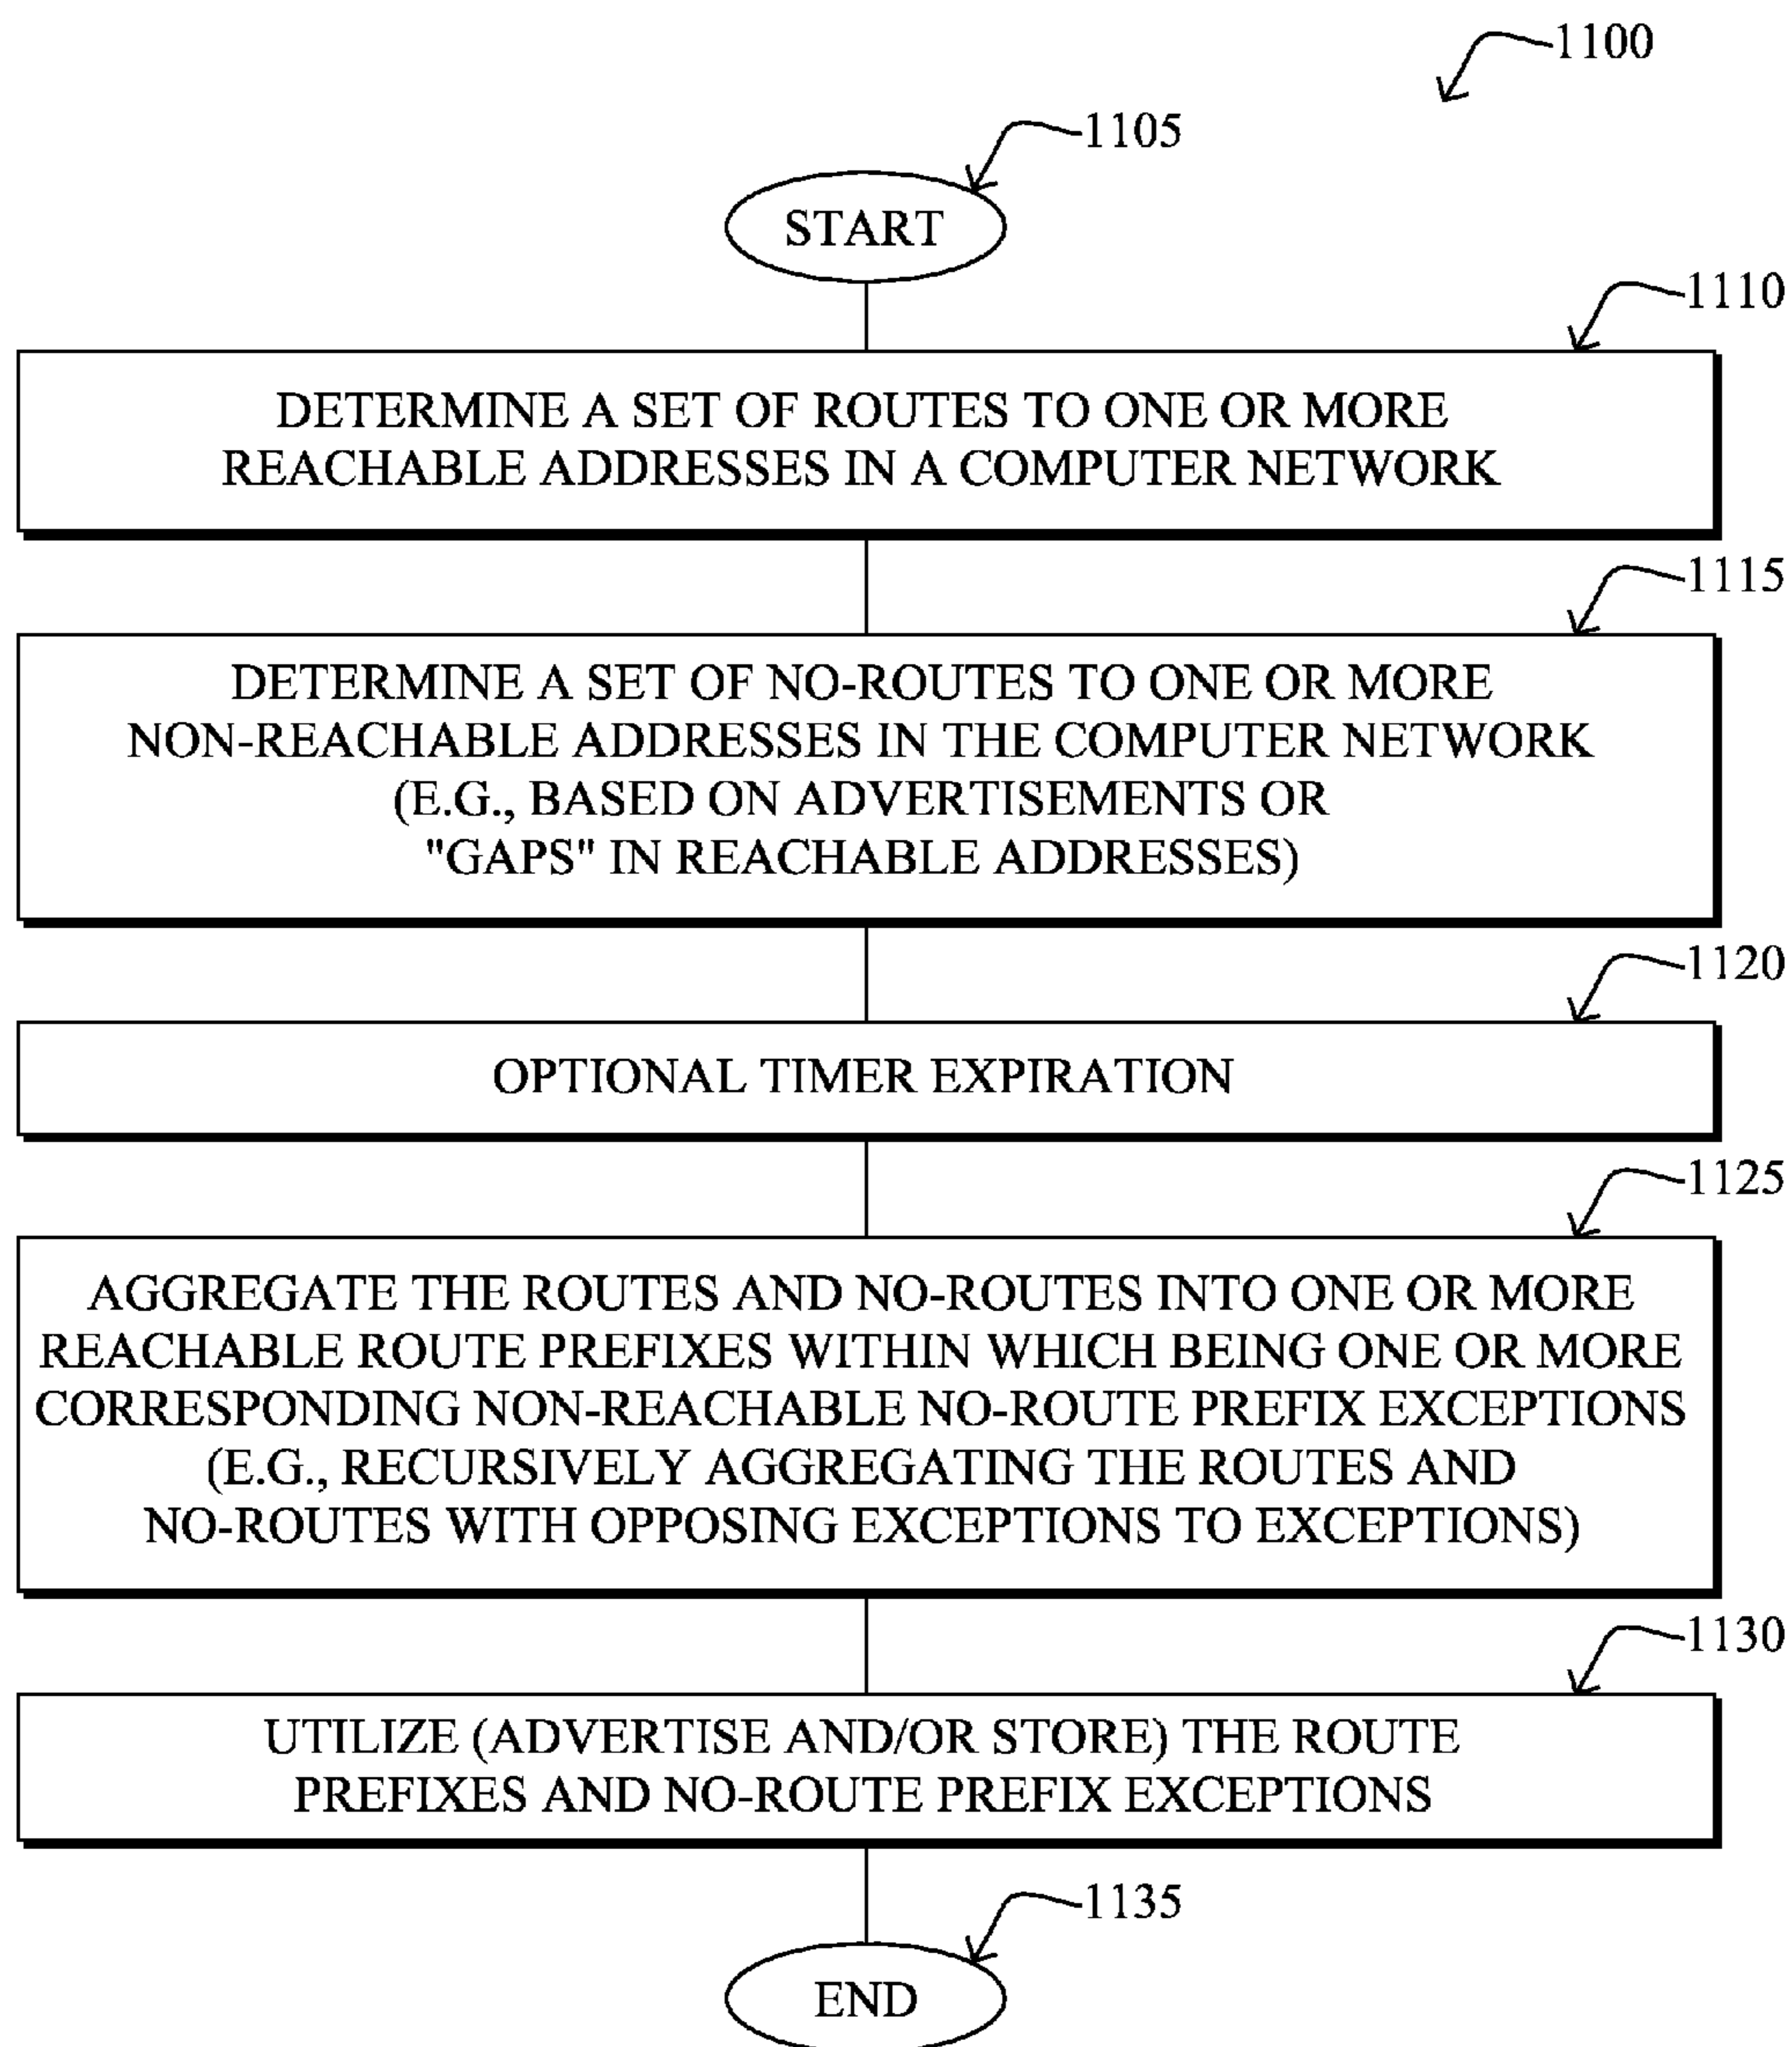 1100
1105
START
1110
DETERMINE A SET OF ROUTES TO ONE OR MORE
REACHABLE ADDRESSES IN A COMPUTER NETWORK
1115
DETERMINE A SET OF NO-ROUTES TO ONE OR MORE
NON-REACHABLE ADDRESSES IN THE COMPUTER NETWORK
(E.G., BASED ON ADVERTISEMENTS OR
"GAPS" IN REACHABLE ADDRESSES)
1120
OPTIONAL TIMER EXPIRATION
1125
AGGREGATE THE ROUTES AND NO-ROUTES INTO ONE OR MORE
REACHABLE ROUTE PREFIXES WITHIN WHICH BEING ONE OR MORE
CORRESPONDING NON-REACHABLE NO-ROUTE PREFIX EXCEPTIONS
(E.G., RECURSIVELY AGGREGATING THE ROUTES AND
NO-ROUTES WITH OPPOSING EXCEPTIONS TO EXCEPTIONS)
1130
UTILIZE (ADVERTISE AND/OR STORE) THE ROUTE
PREFIXES AND NO-ROUTE PREFIX EXCEPTIONS
1135
END